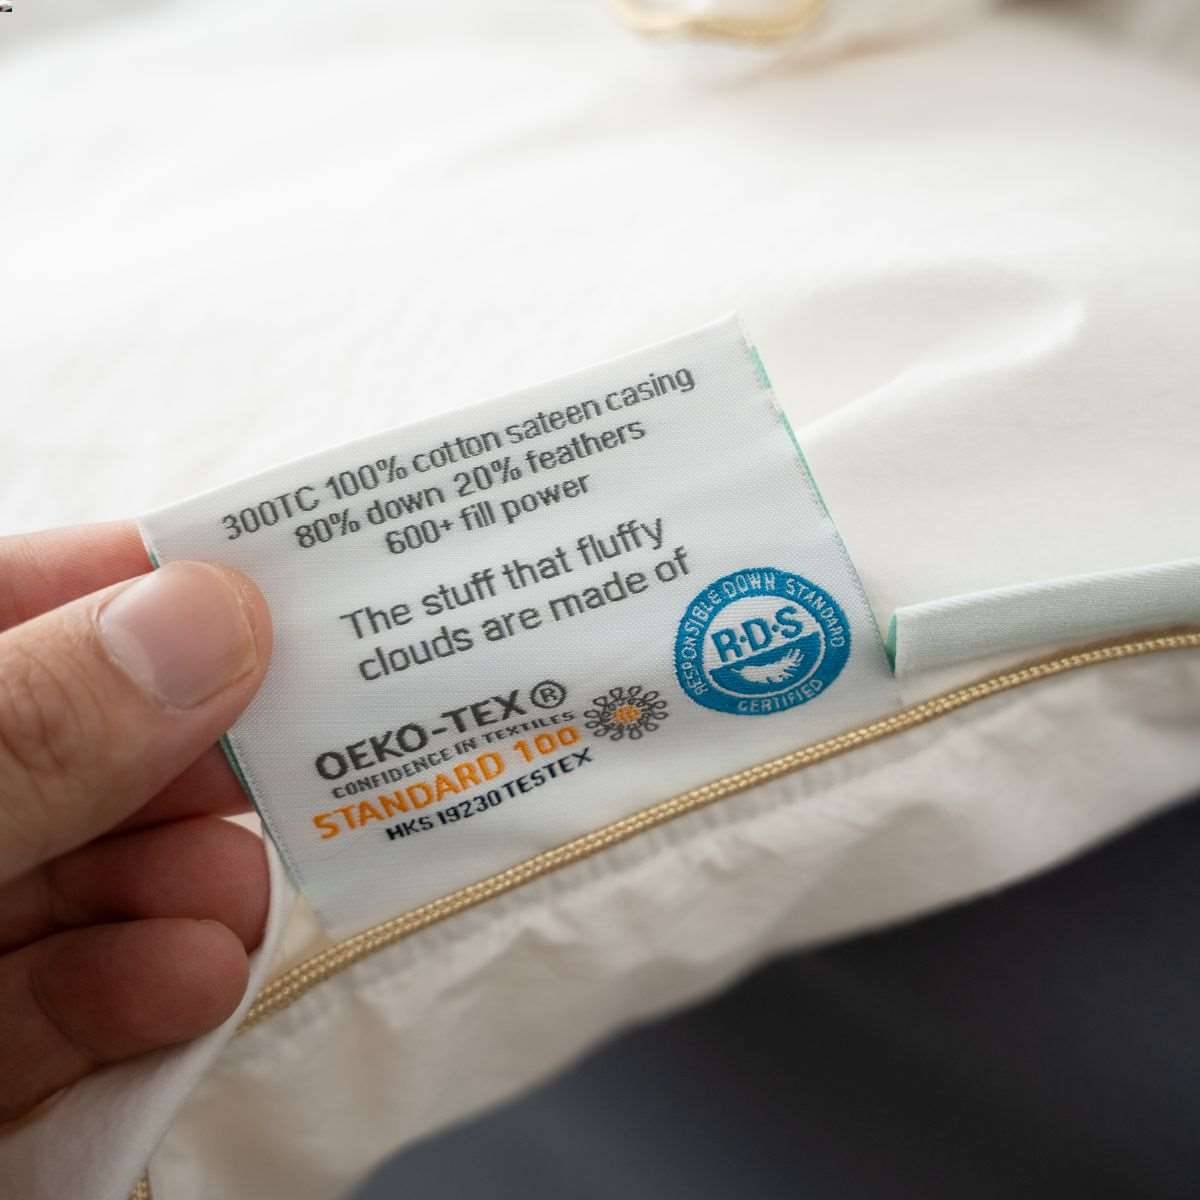 300TC 100% cotton sateen casing
80% down 20% feathers
600+ fill power
The stuff that fluffy
clouds are made of
RESPONSIBLE DOWN STANDARD
R·D·S
CERTIFIED
OEKO-TEX®
CONFIDENCE IN TEXTILES
STANDARD 100
HKS 19230 TESTEX